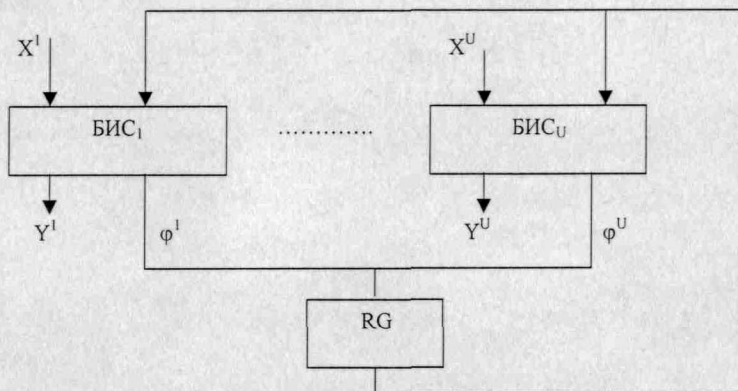 X¹ X^U
БИС₁ ............... БИС_U
Y¹ φ¹ Y^U φ^U
RG